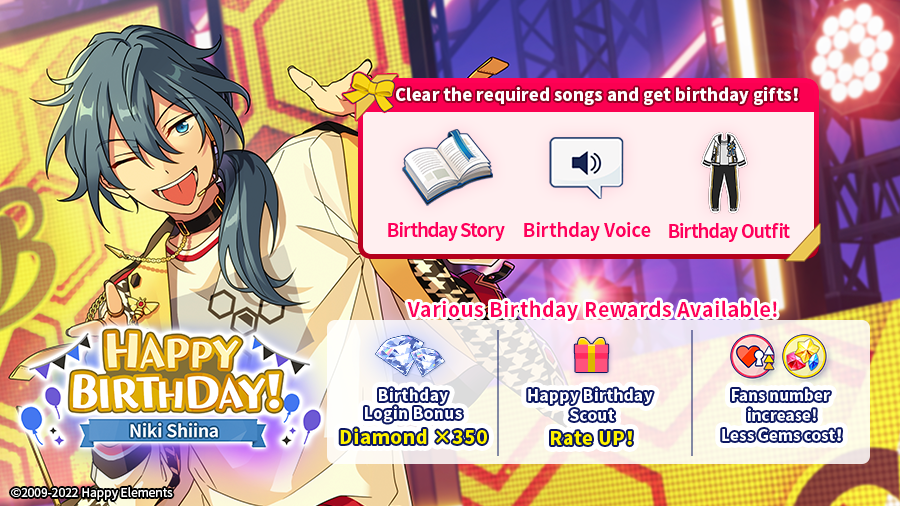 Clear the required songs and get birthday gifts!
Birthday Story
Birthday Voice
Birthday Outfit
Various Birthday Rewards Available!
Birthday
Login Bonus
Diamond ×350
Happy Birthday
Scout
Rate UP!
Fans number
increase!
Less Gems cost!
HAPPY
BIRTHDAY!
Niki Shiina
©2009-2022 Happy Elements